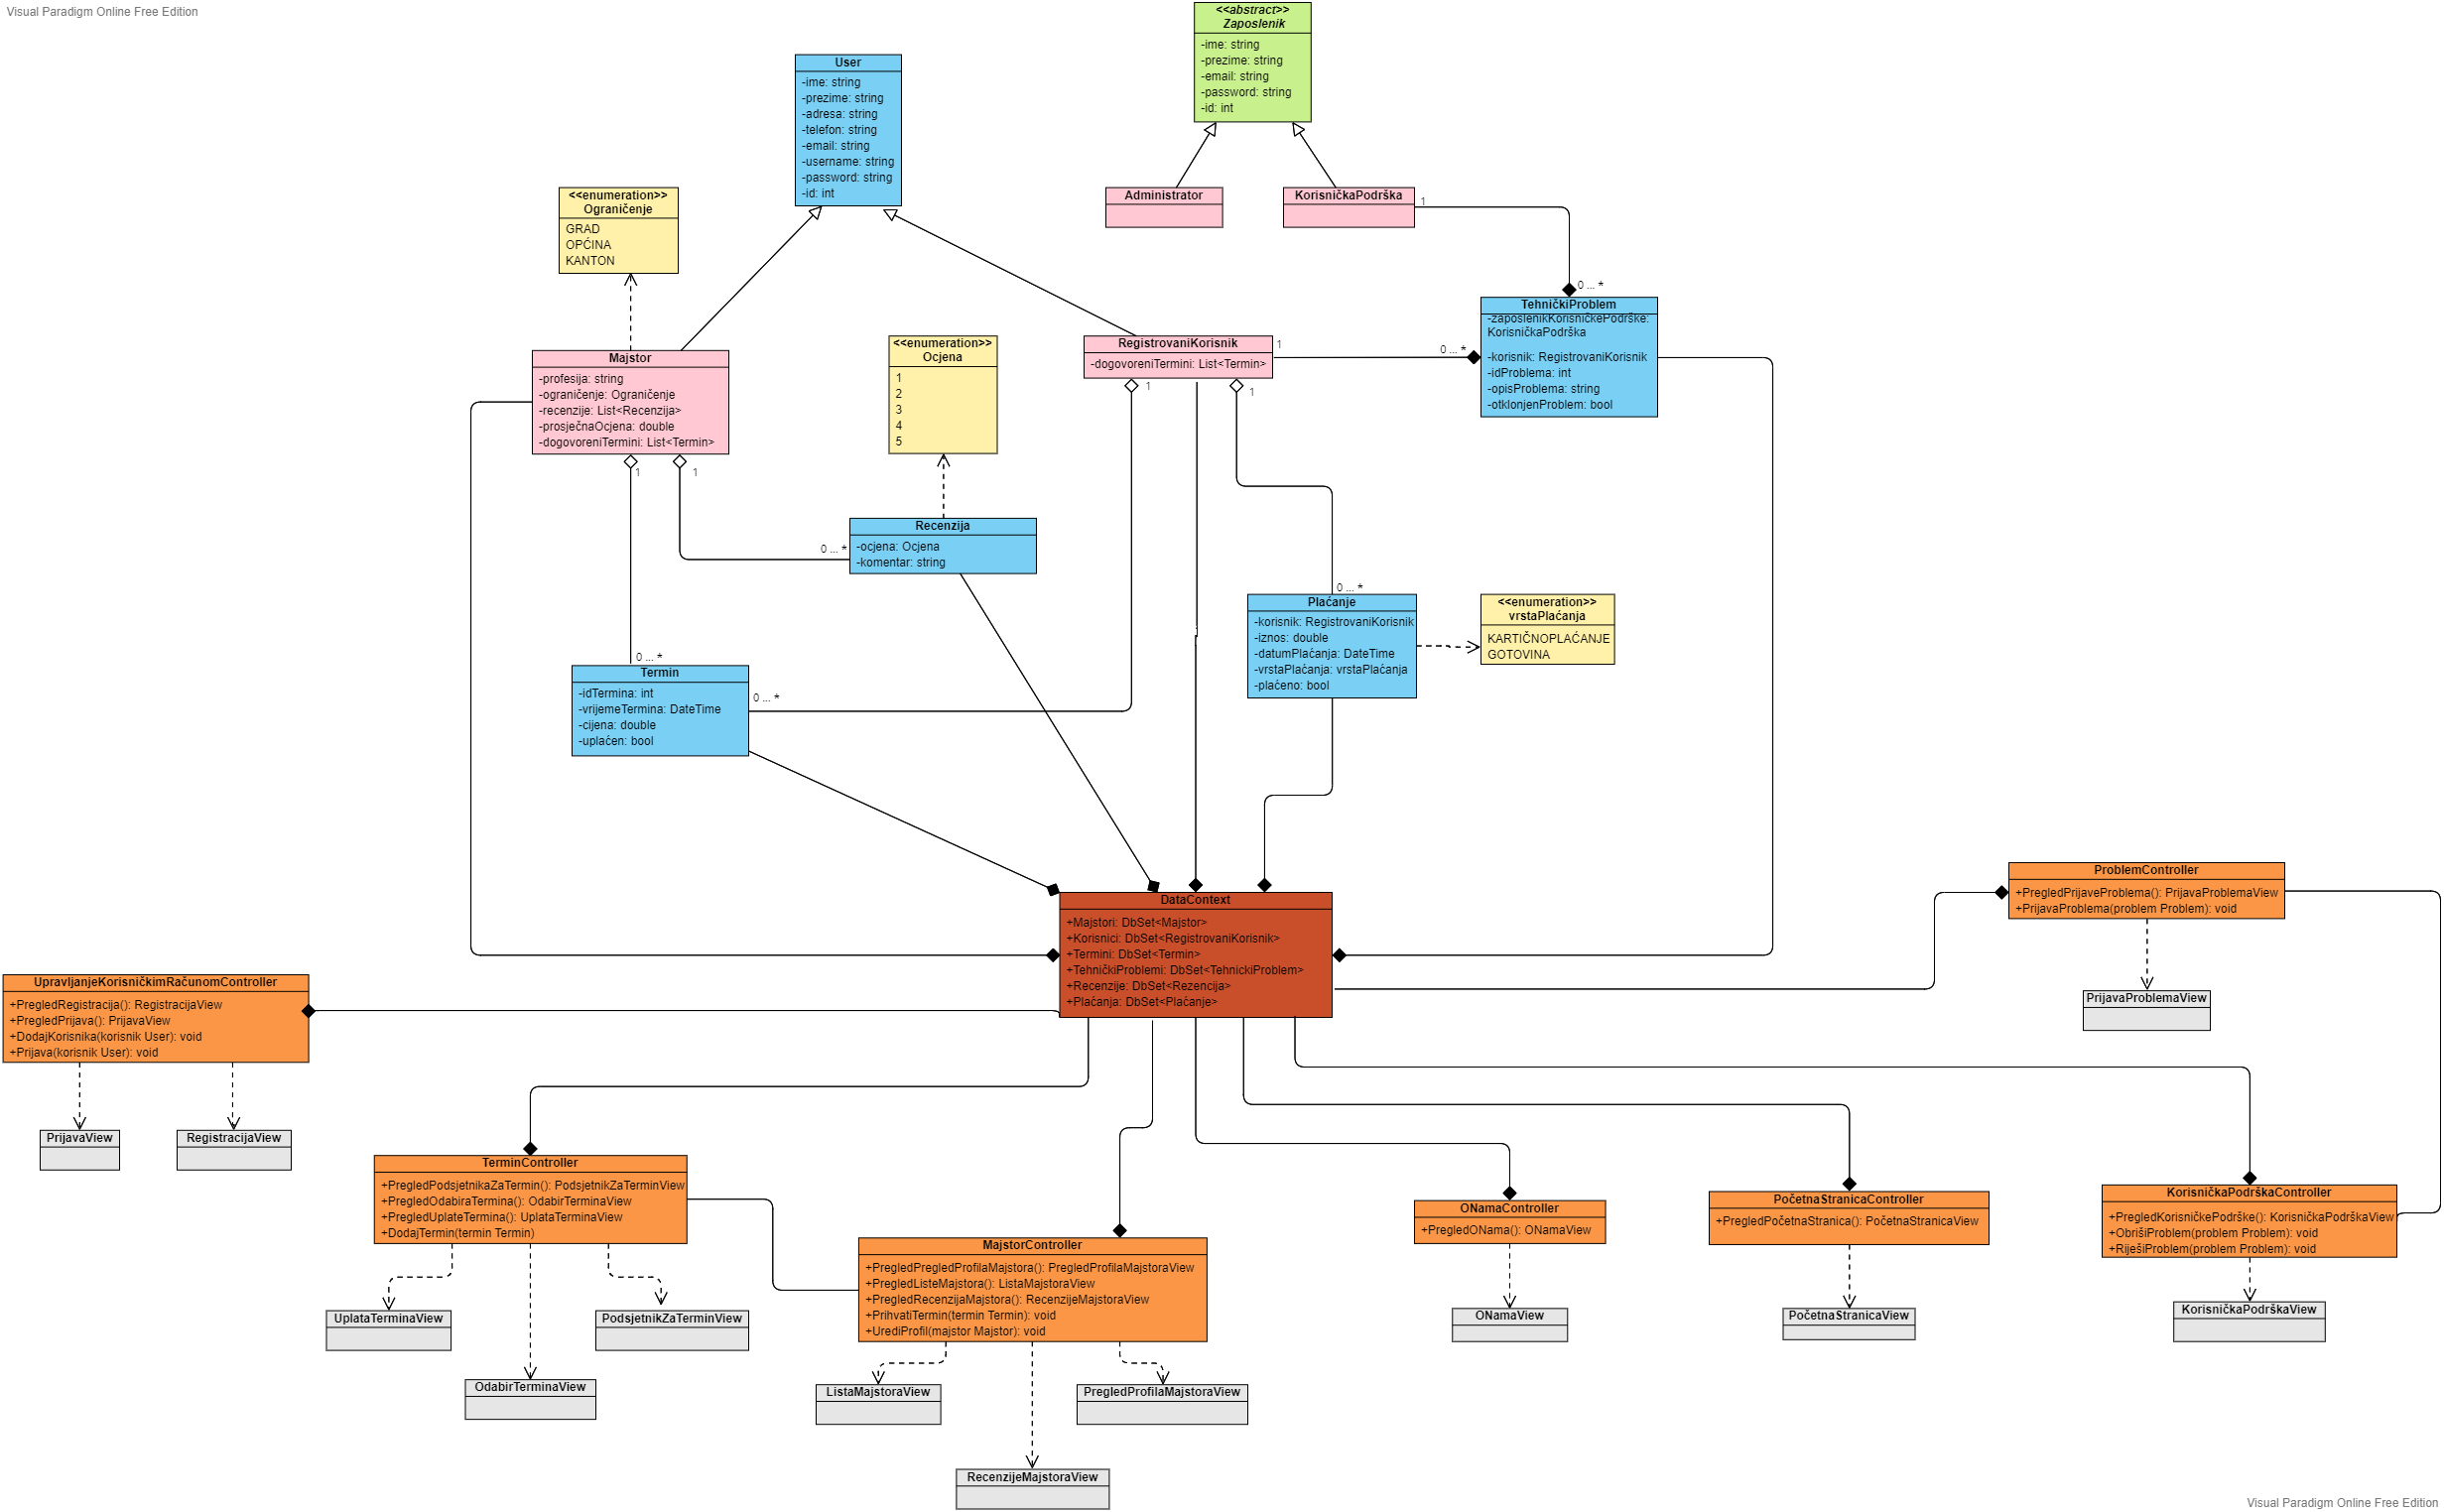 Visual Paradigm Online Free Edition
<<abstract>>
Zaposlenik
-ime: string
-prezime: string
-email: string
-password: string
-id: int
User
-ime: string
-prezime: string
-adresa: string
-telefon: string
-email: string
-username: string
-password: string
-id: int
<<enumeration>>
Ograničenje
GRAD
OPĆINA
KANTON
Administrator
KorisničkaPodrška
1
0 ... *
TehničkiProblem
-zaposlenikKorisničkePodrške:
KorisničkaPodrška
-korisnik: RegistrovaniKorisnik
-idProblema: int
-opisProblema: string
-otklonjenProblem: bool
<<enumeration>>
Ocjena
1
2
3
4
5
RegistrovaniKorisnik
-dogovoreniTermini: List<Termin>
1
0 ... *
1
1
Majstor
-profesija: string
-ograničenje: Ograničenje
-recenzije: List<Recenzija>
-prosječnaOcjena: double
-dogovoreniTermini: List<Termin>
1
1
Recenzija
-ocjena: Ocjena
-komentar: string
0 ... *
0 ... *
Plaćanje
-korisnik: RegistrovaniKorisnik
-iznos: double
-datumPlaćanja: DateTime
-vrstaPlaćanja: vrstaPlaćanja
-plaćeno: bool
<<enumeration>>
vrstaPlaćanja
KARTIČNOPLAĆANJE
GOTOVINA
0 ... *
Termin
-idTermina: int
-vrijemeTermina: DateTime
-cijena: double
-uplaćen: bool
0 ... *
DataContext
+Majstori: DbSet<Majstor>
+Korisnici: DbSet<RegistrovaniKorisnik>
+Termini: DbSet<Termin>
+TehničkiProblemi: DbSet<TehnickiProblem>
+Recenzije: DbSet<Rezencija>
+Plaćanja: DbSet<Plaćanje>
ProblemController
+PregledPrijaveProblema(): PrijavaProblemaView
+PrijavaProblema(problem Problem): void
PrijavaProblemaView
UpravljanjeKorisničkimRačunomController
+PregledRegistracija(): RegistracijaView
+PregledPrijava(): PrijavaView
+DodajKorisnika(korisnik User): void
+Prijava(korisnik User): void
PrijavaView
RegistracijaView
TerminController
+PregledPodsjetnikaZaTermin(): PodsjetnikZaTerminView
+PregledOdabiraTermina(): OdabirTerminaView
+PregledUplateTermina(): UplataTerminaView
+DodajTermin(termin Termin)
UplataTerminaView
PodsjetnikZaTerminView
OdabirTerminaView
MajstorController
+PregledPregledProfilaMajstora(): PregledProfilaMajstoraView
+PregledListeMajstora(): ListaMajstoraView
+PregledRecenzijaMajstora(): RecenzijeMajstoraView
+PrihvatiTermin(termin Termin): void
+UrediProfil(majstor Majstor): void
ListaMajstoraView
PregledProfilaMajstoraView
RecenzijeMajstoraView
ONamaController
+PregledONama(): ONamaView
ONamaView
PočetnaStranicaController
+PregledPočetnaStranica(): PočetnaStranicaView
PočetnaStranicaView
KorisničkaPodrškaController
+PregledKorisničkePodrške(): KorisničkaPodrškaView
+ObrišiProblem(problem Problem): void
+RiješiProblem(problem Problem): void
KorisničkaPodrškaView
Visual Paradigm Online Free Edition